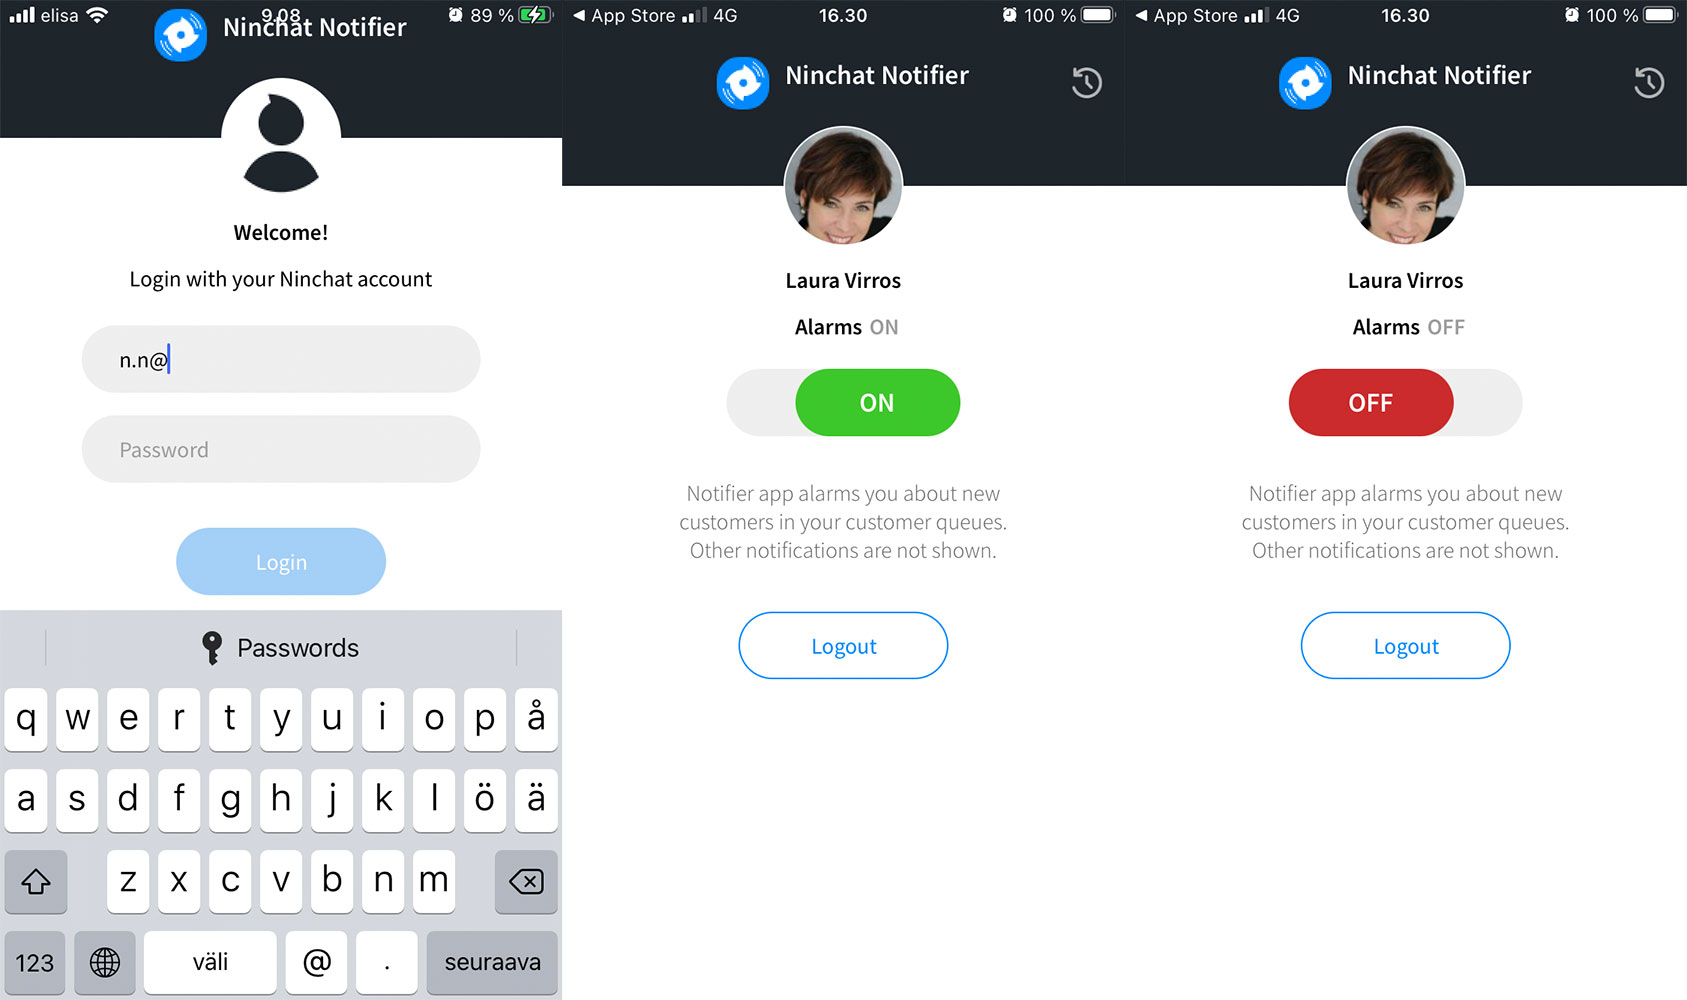 elisa 9.08 89 %
Ninchat Notifier
Welcome!
Login with your Ninchat account
n.n@
Password
Login
Passwords
q w e r t y u i o p å
a s d f g h j k l ö ä
z x c v b n m
123 väli @ . seuraava
App Store 4G 16.30 100 %
Ninchat Notifier
Laura Virros
Alarms ON
ON
Notifier app alarms you about new
customers in your customer queues.
Other notifications are not shown.
Logout
App Store 4G 16.30 100 %
Ninchat Notifier
Laura Virros
Alarms OFF
OFF
Notifier app alarms you about new
customers in your customer queues.
Other notifications are not shown.
Logout